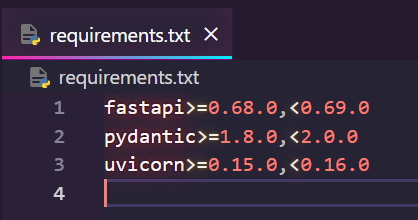 requirements.txt
requirements.txt
1 fastapi>=0.68.0,<0.69.0
2 pydantic>=1.8.0,<2.0.0
3 uvicorn>=0.15.0,<0.16.0
4